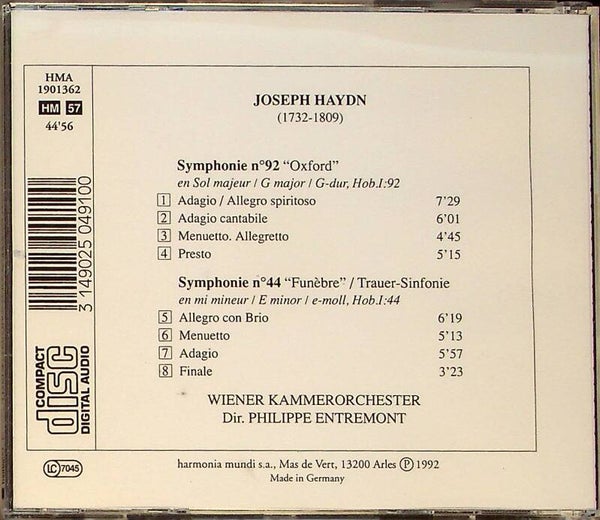 HMA
1901362
HM 57
44'56
3 149025 049100
COMPACT
disc
DIGITAL AUDIO
LC 7045
JOSEPH HAYDN
(1732-1809)
Symphonie n°92 “Oxford”
en Sol majeur / G major / G-dur, Hob.I:92
1 Adagio / Allegro spiritoso 7'29
2 Adagio cantabile 6'01
3 Menuetto. Allegretto 4'45
4 Presto 5'15
Symphonie n°44 “Funèbre” / Trauer-Sinfonie
en mi mineur / E minor / e-moll, Hob.I:44
5 Allegro con Brio 6'19
6 Menuetto 5'13
7 Adagio 5'57
8 Finale 3'23
WIENER KAMMERORCHESTER
Dir. PHILIPPE ENTREMONT
harmonia mundi s.a., Mas de Vert, 13200 Arles Ⓟ 1992
Made in Germany